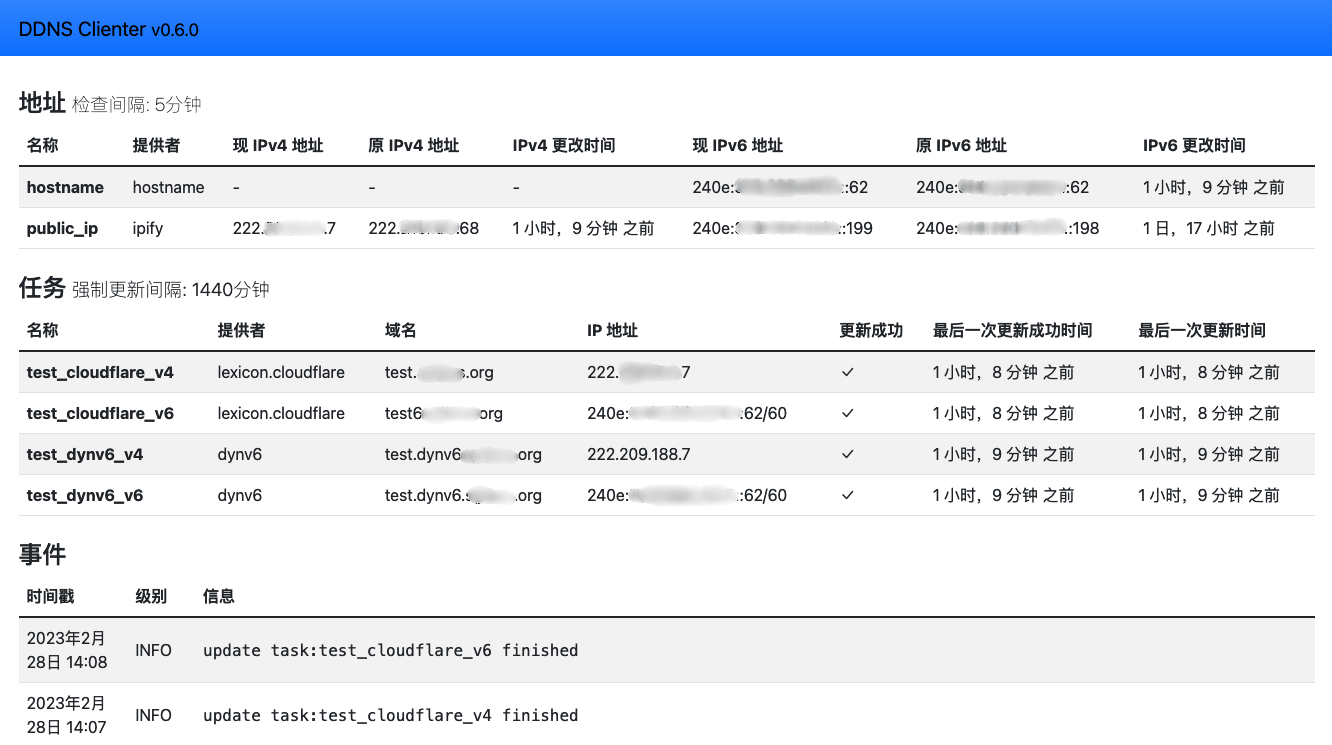 DDNS Clienter v0.6.0
地址 检查间隔: 5分钟
名称 提供者 现 IPv4 地址 原 IPv4 地址 IPv4 更改时间 现 IPv6 地址 原 IPv6 地址 IPv6 更改时间
hostname hostname - - - 240e: ::62 240e: ::62 1 小时，9 分钟 之前
public_ip ipify 222. .7 222. 68 1 小时，9 分钟 之前 240e: ::199 240e: ::198 1 日，17 小时 之前
任务 强制更新间隔: 1440分钟
名称 提供者 域名 IP 地址 更新成功 最后一次更新成功时间 最后一次更新时间
test_cloudflare_v4 lexicon.cloudflare test. s.org 222. 7 ✓ 1 小时，8 分钟 之前 1 小时，8 分钟 之前
test_cloudflare_v6 lexicon.cloudflare test6 org 240e: ::62/60 ✓ 1 小时，8 分钟 之前 1 小时，8 分钟 之前
test_dynv6_v4 dynv6 test.dynv6 org 222.209.188.7 ✓ 1 小时，9 分钟 之前 1 小时，9 分钟 之前
test_dynv6_v6 dynv6 test.dynv6.s .org 240e: ::62/60 ✓ 1 小时，9 分钟 之前 1 小时，9 分钟 之前
事件
时间戳 级别 信息
2023年2月
28日 14:08 INFO update task:test_cloudflare_v6 finished
2023年2月
28日 14:07 INFO update task:test_cloudflare_v4 finished